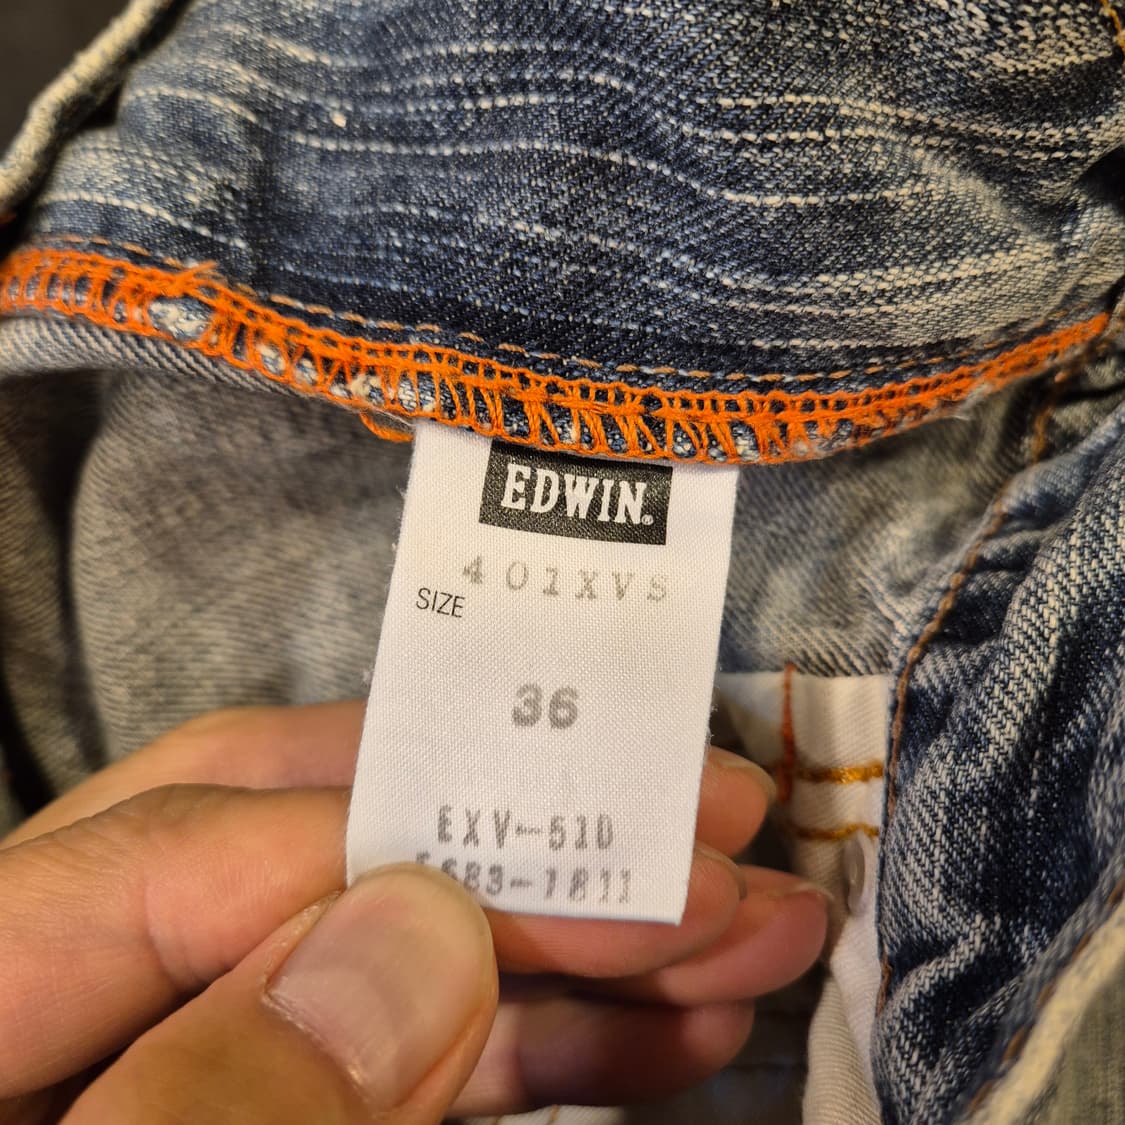 EDWIN.
401XVS
SIZE
36
EXV-510